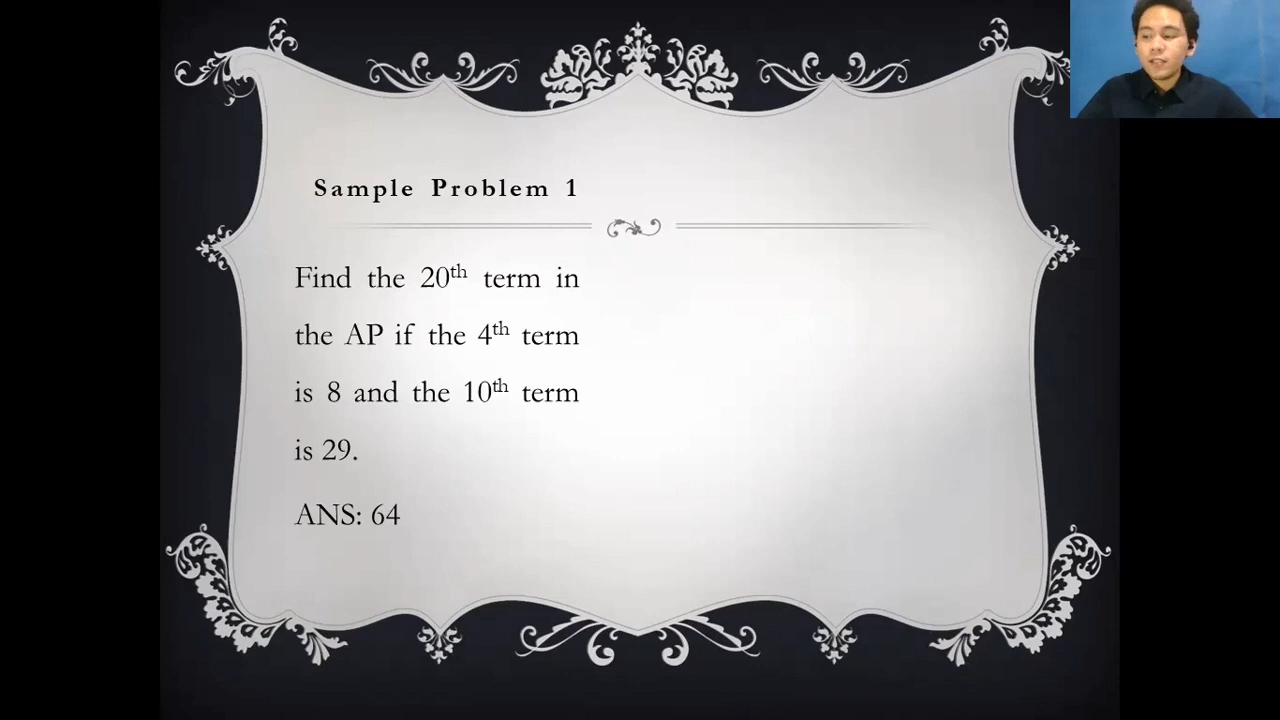 Sample Problem 1
Find the 20th term in
the AP if the 4th term
is 8 and the 10th term
is 29.
ANS: 64